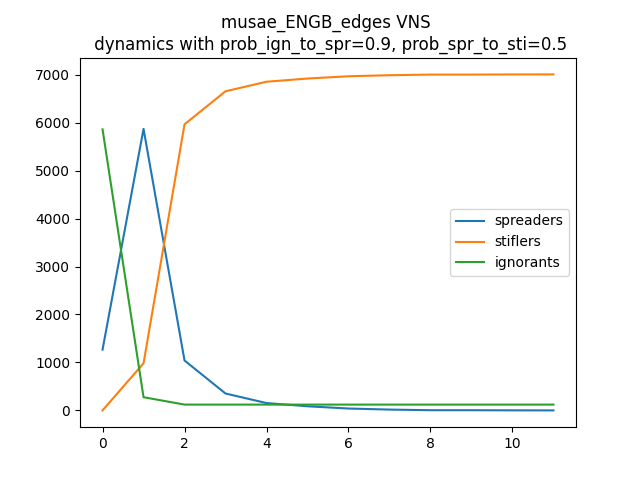 musae_ENGB_edges VNS
dynamics with prob_ign_to_spr=0.9, prob_spr_to_sti=0.5
7000
6000
5000
4000
3000
2000
1000
0
spreaders
stiflers
ignorants
0 2 4 6 8 10